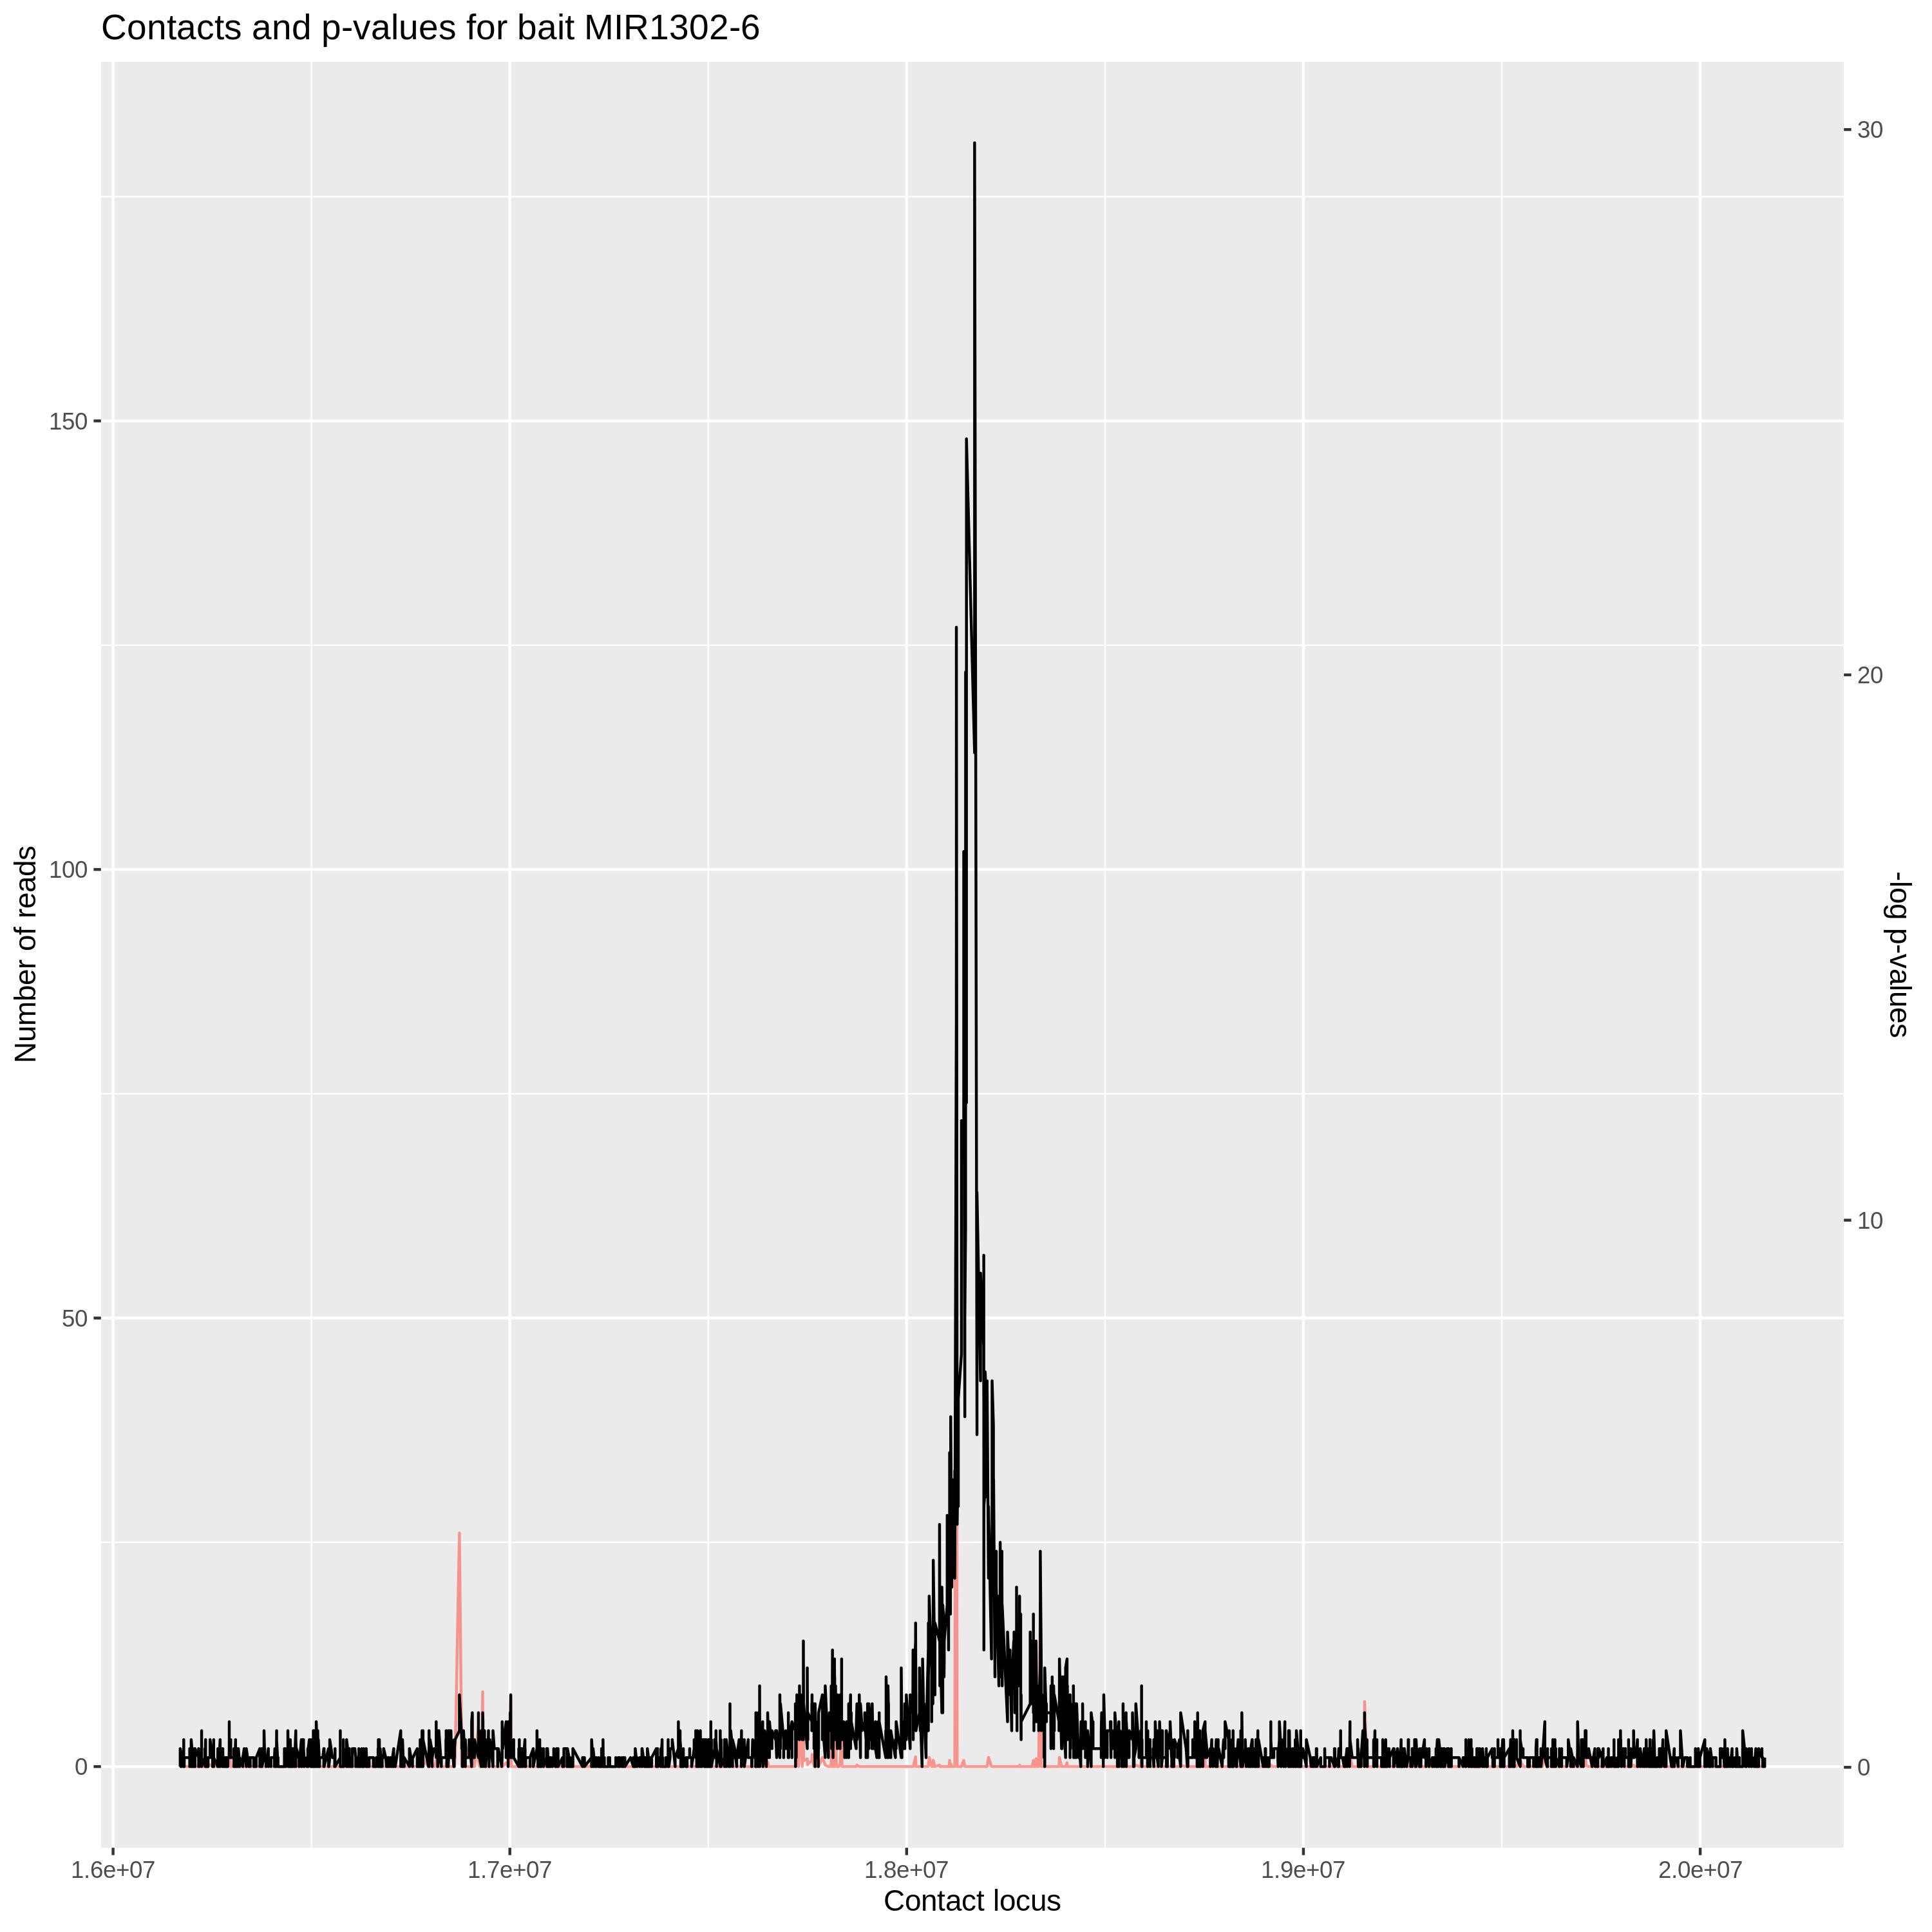 Contacts and p-values for bait MIR1302-6
30
150
20
100
Number of reads
-log p-values
10
50
0
0
1.6e+07 1.7e+07 1.8e+07 1.9e+07 2.0e+07
Contact locus